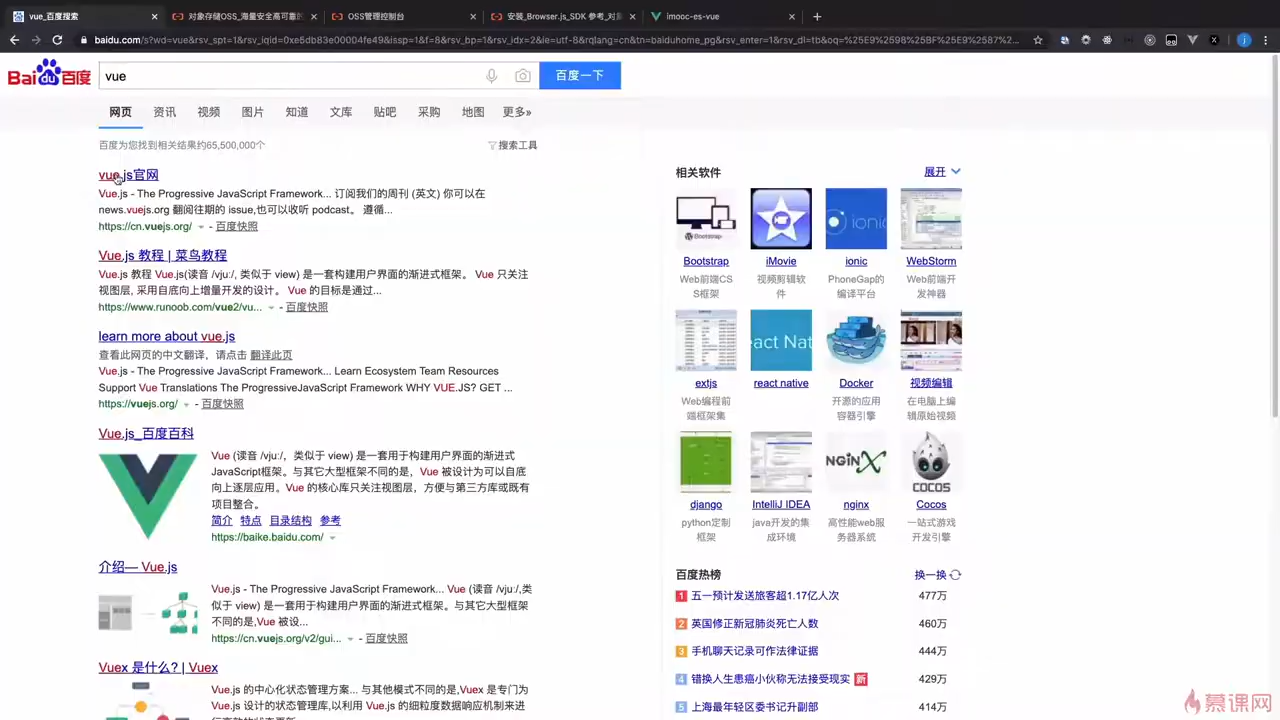 vue_百度搜索
对象存储OSS_海量安全高可靠的
OSS管理控制台
安装_Browser.js_SDK 参考_对象
imooc-es-vue
baidu.com/s?ie=utf-8&f=8&rsv_bp=1&rsv_idx=2&ie=utf-8&rqlang=cn&tn=baiduhome_pg&rsv_enter=1&rsv_dl=tb&oq=%25E9%2598%25BF%25E9%2587%2...
Bai百度
vue
百度一下
网页 资讯 视频 图片 知道 文库 贴吧 采购 地图 更多»
百度为您找到相关结果约65,500,000个
搜索工具
vue.js官网
Vue.js - The Progressive JavaScript Framework... 订阅我们的周刊 (英文) 你可以在
news.vuejs.org 翻阅往期的 issue,也可以收听 podcast。 遵循...
https://cn.vuejs.org/ - 百度快照
Vue.js 教程 | 菜鸟教程
Vue.js 教程 Vue.js(读音 /vjuː/, 类似于 view) 是一套构建用户界面的渐进式框架。 Vue 只关注
视图层, 采用自底向上增量开发的设计。 Vue 的目标是通过...
https://www.runoob.com/vue2/vu... - 百度快照
learn more about vue.js
查看此网页的中文翻译，请点击 翻译此页
Vue.js - The Progressive JavaScript Framework... Learn Ecosystem Team Resources
Support Vue Translations The ProgressiveJavaScript Framework WHY VUE.JS? GET ...
https://vuejs.org/ - 百度快照
Vue.js_百度百科
Vue (读音 /vjuː/，类似于 view) 是一套用于构建用户界面的渐进式
JavaScript框架。与其它大型框架不同的是，Vue 被设计为可以自底
向上逐层应用。Vue 的核心库只关注视图层，方便与第三方库或既有
项目整合。
简介 特点 目录结构 参考
https://baike.baidu.com/
介绍— Vue.js
Vue.js - The Progressive JavaScript Framework... Vue (读音 /vjuː/,类
似于 view) 是一套用于构建用户界面的渐进式框架。与其它大型框架
不同的是,Vue 被设...
https://cn.vuejs.org/v2/gui... - 百度快照
Vuex 是什么? | Vuex
Vue.js 的中心化状态管理方案... 与其他模式不同的是,Vuex 是专门为
Vue.js 设计的状态管理库,以利用 Vue.js 的细粒度数据响应机制来进
相关软件
展开
Bootstrap
Bootstrap
Web前端CS
S框架
iMovie
视频剪辑软
件
ionic
ionic
PhoneGap的
编译平台
WebStorm
Web前端开
发神器
extjs
Web编程前
端框架集
eact Nat
react native
Docker
开源的应用
容器引擎
视频编辑
在电脑上编
辑原始视频
django
python定制
框架
IntelliJ IDEA
java开发的集
成环境
NGINX
nginx
高性能web服
务器系统
COCOS
Cocos
一站式游戏
开发引擎
百度热榜
换一换
1 五一预计发送旅客超1.17亿人次 477万
2 英国修正新冠肺炎死亡人数 460万
3 手机聊天记录可作法律证据 444万
4 错换人生患癌小伙称无法接受现实 新 429万
5 上海最年轻区委书记升副部 414万
慕课网